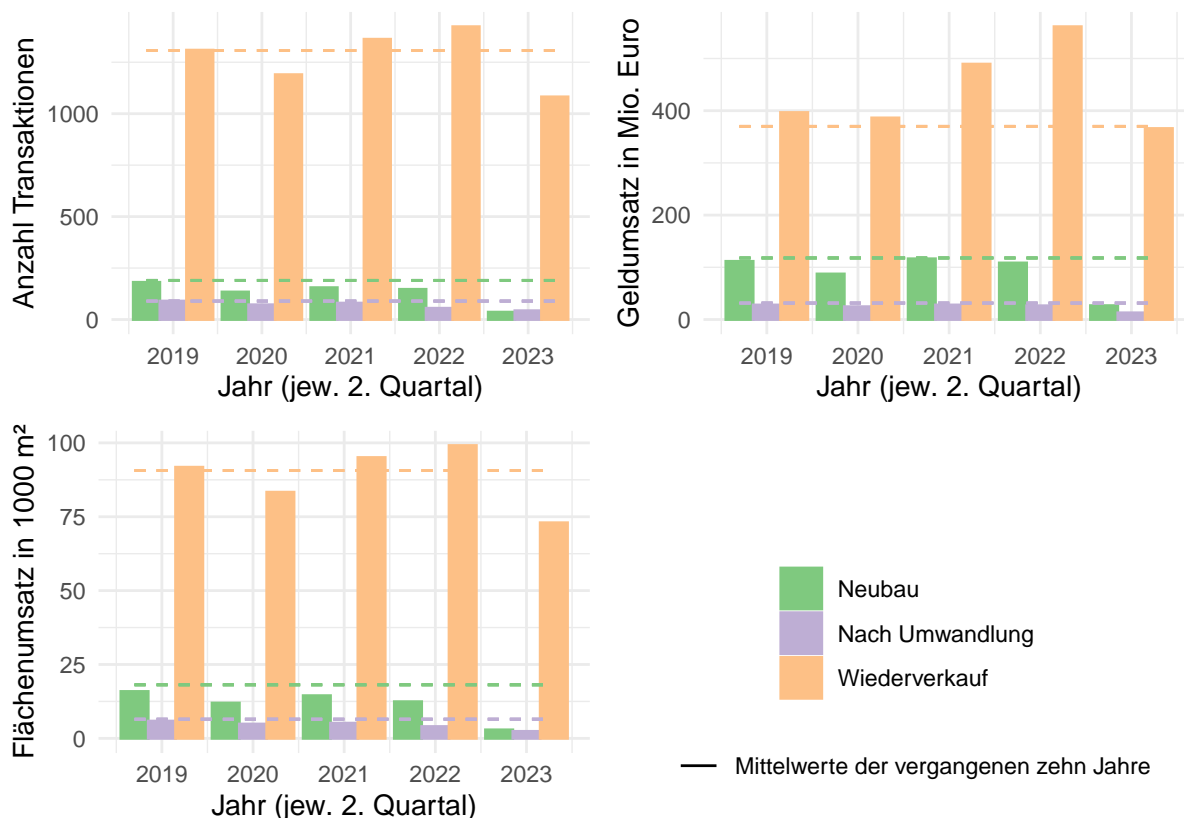 Anzahl Transaktionen
1000
500
0
2019 2020 2021 2022 2023
Jahr (jew. 2. Quartal)
Geldumsatz in Mio. Euro
400
200
0
2019 2020 2021 2022 2023
Jahr (jew. 2. Quartal)
Flächenumsatz in 1000 m²
100
75
50
25
0
2019 2020 2021 2022 2023
Jahr (jew. 2. Quartal)
Neubau
Nach Umwandlung
Wiederverkauf
Mittelwerte der vergangenen zehn Jahre